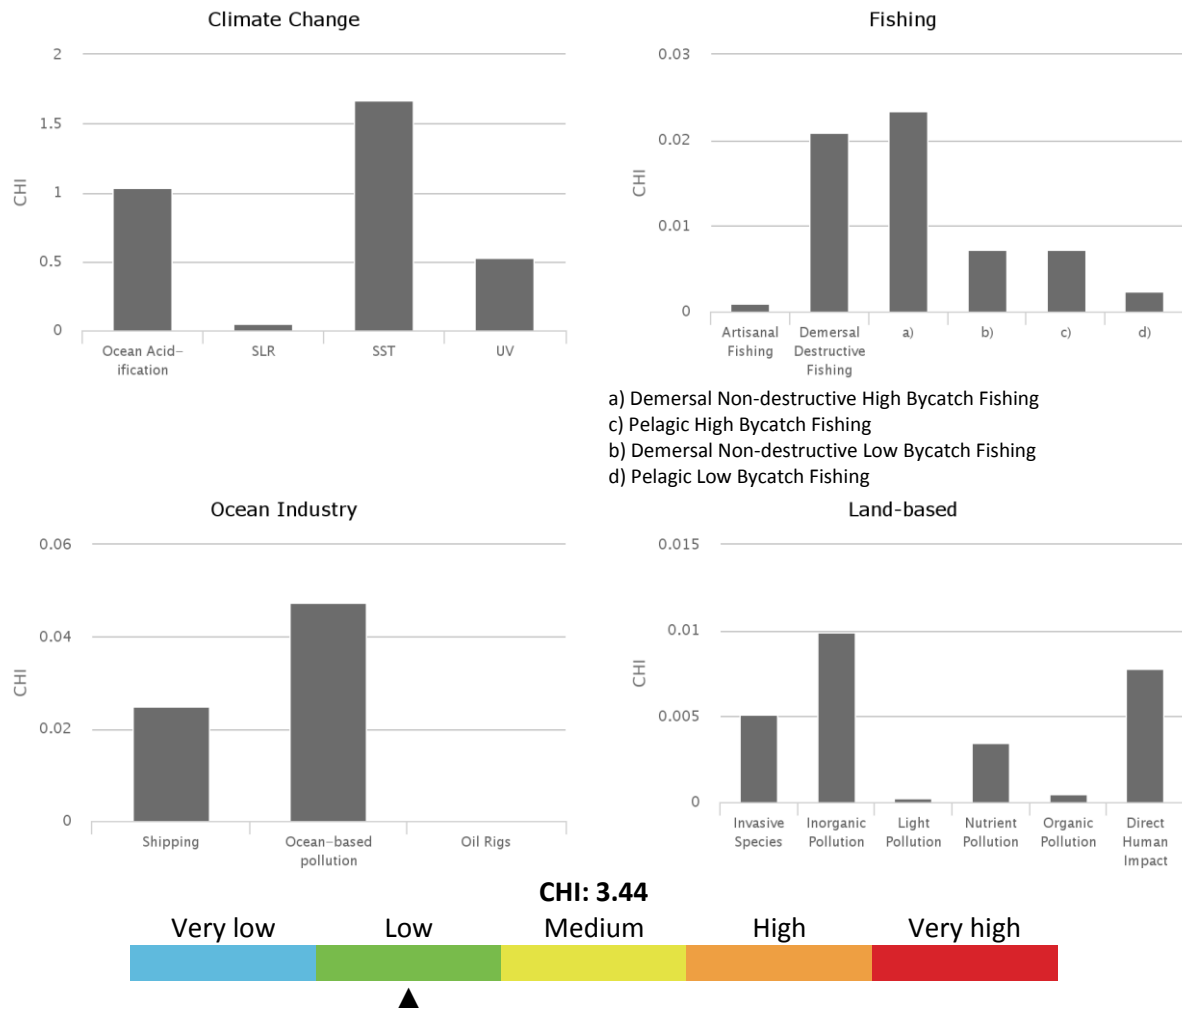 Climate Change
2
1.5
1
0.5
0
CHI
Ocean Acid-
ification
SLR
SST
UV
Fishing
0.03
0.02
0.01
0
CHI
Artisanal
Fishing
Demersal
Destructive
Fishing
a)
b)
c)
d)
a) Demersal Non-destructive High Bycatch Fishing
c) Pelagic High Bycatch Fishing
b) Demersal Non-destructive Low Bycatch Fishing
d) Pelagic Low Bycatch Fishing
Ocean Industry
0.06
0.04
0.02
0
CHI
Shipping
Ocean-based
pollution
Oil Rigs
Land-based
0.015
0.01
0.005
0
CHI
Invasive
Species
Inorganic
Pollution
Light
Pollution
Nutrient
Pollution
Organic
Pollution
Direct
Human
Impact
CHI: 3.44
Very low
Low
Medium
High
Very high